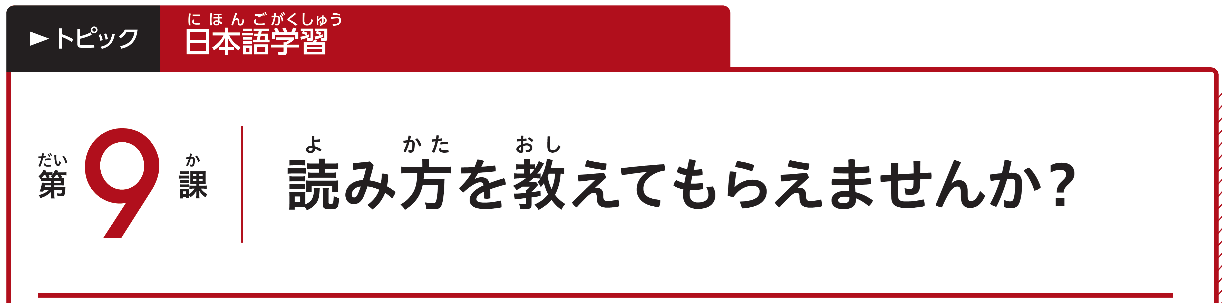 ▶トピック
にほんごがくしゅう
日本語学習
だい
第
9
か
課
よ かた おし
読み方を教えてもらえませんか?